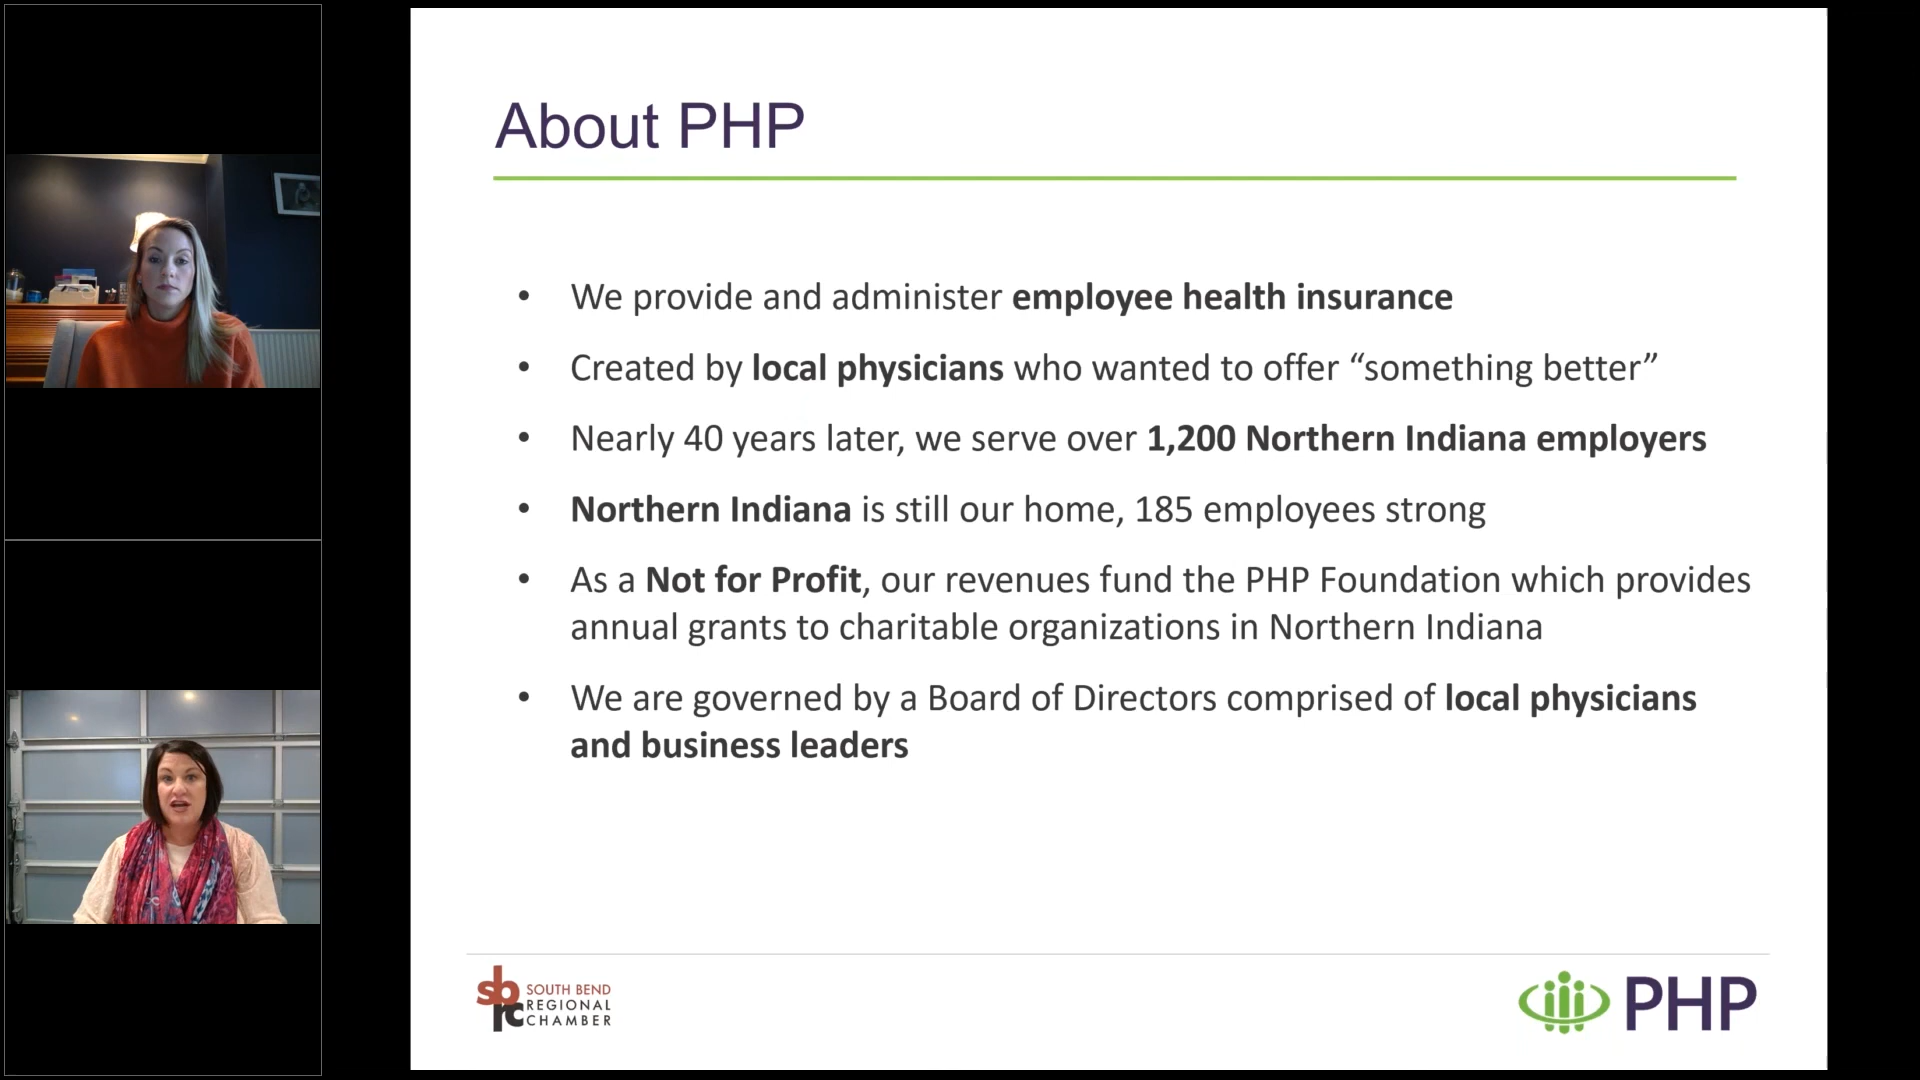 About PHP
• We provide and administer employee health insurance
• Created by local physicians who wanted to offer “something better”
• Nearly 40 years later, we serve over 1,200 Northern Indiana employers
• Northern Indiana is still our home, 185 employees strong
• As a Not for Profit, our revenues fund the PHP Foundation which provides
annual grants to charitable organizations in Northern Indiana
• We are governed by a Board of Directors comprised of local physicians
and business leaders
sbrc
SOUTH BEND
REGIONAL
CHAMBER
PHP